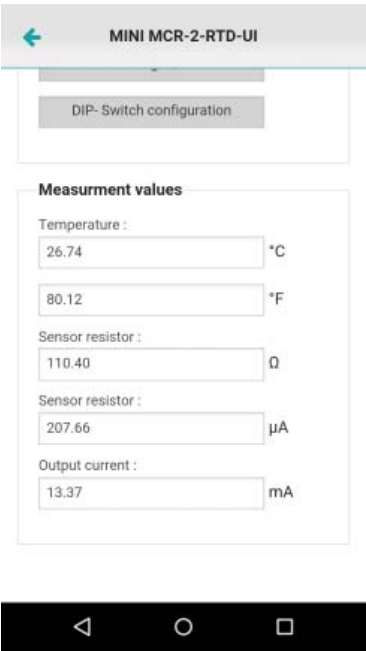 MINI MCR-2-RTD-UI
DIP- Switch configuration
Measurment values
Temperature :
26.74 °C
80.12 °F
Sensor resistor :
110.40 Ω
Sensor resistor :
207.66 µA
Output current :
13.37 mA